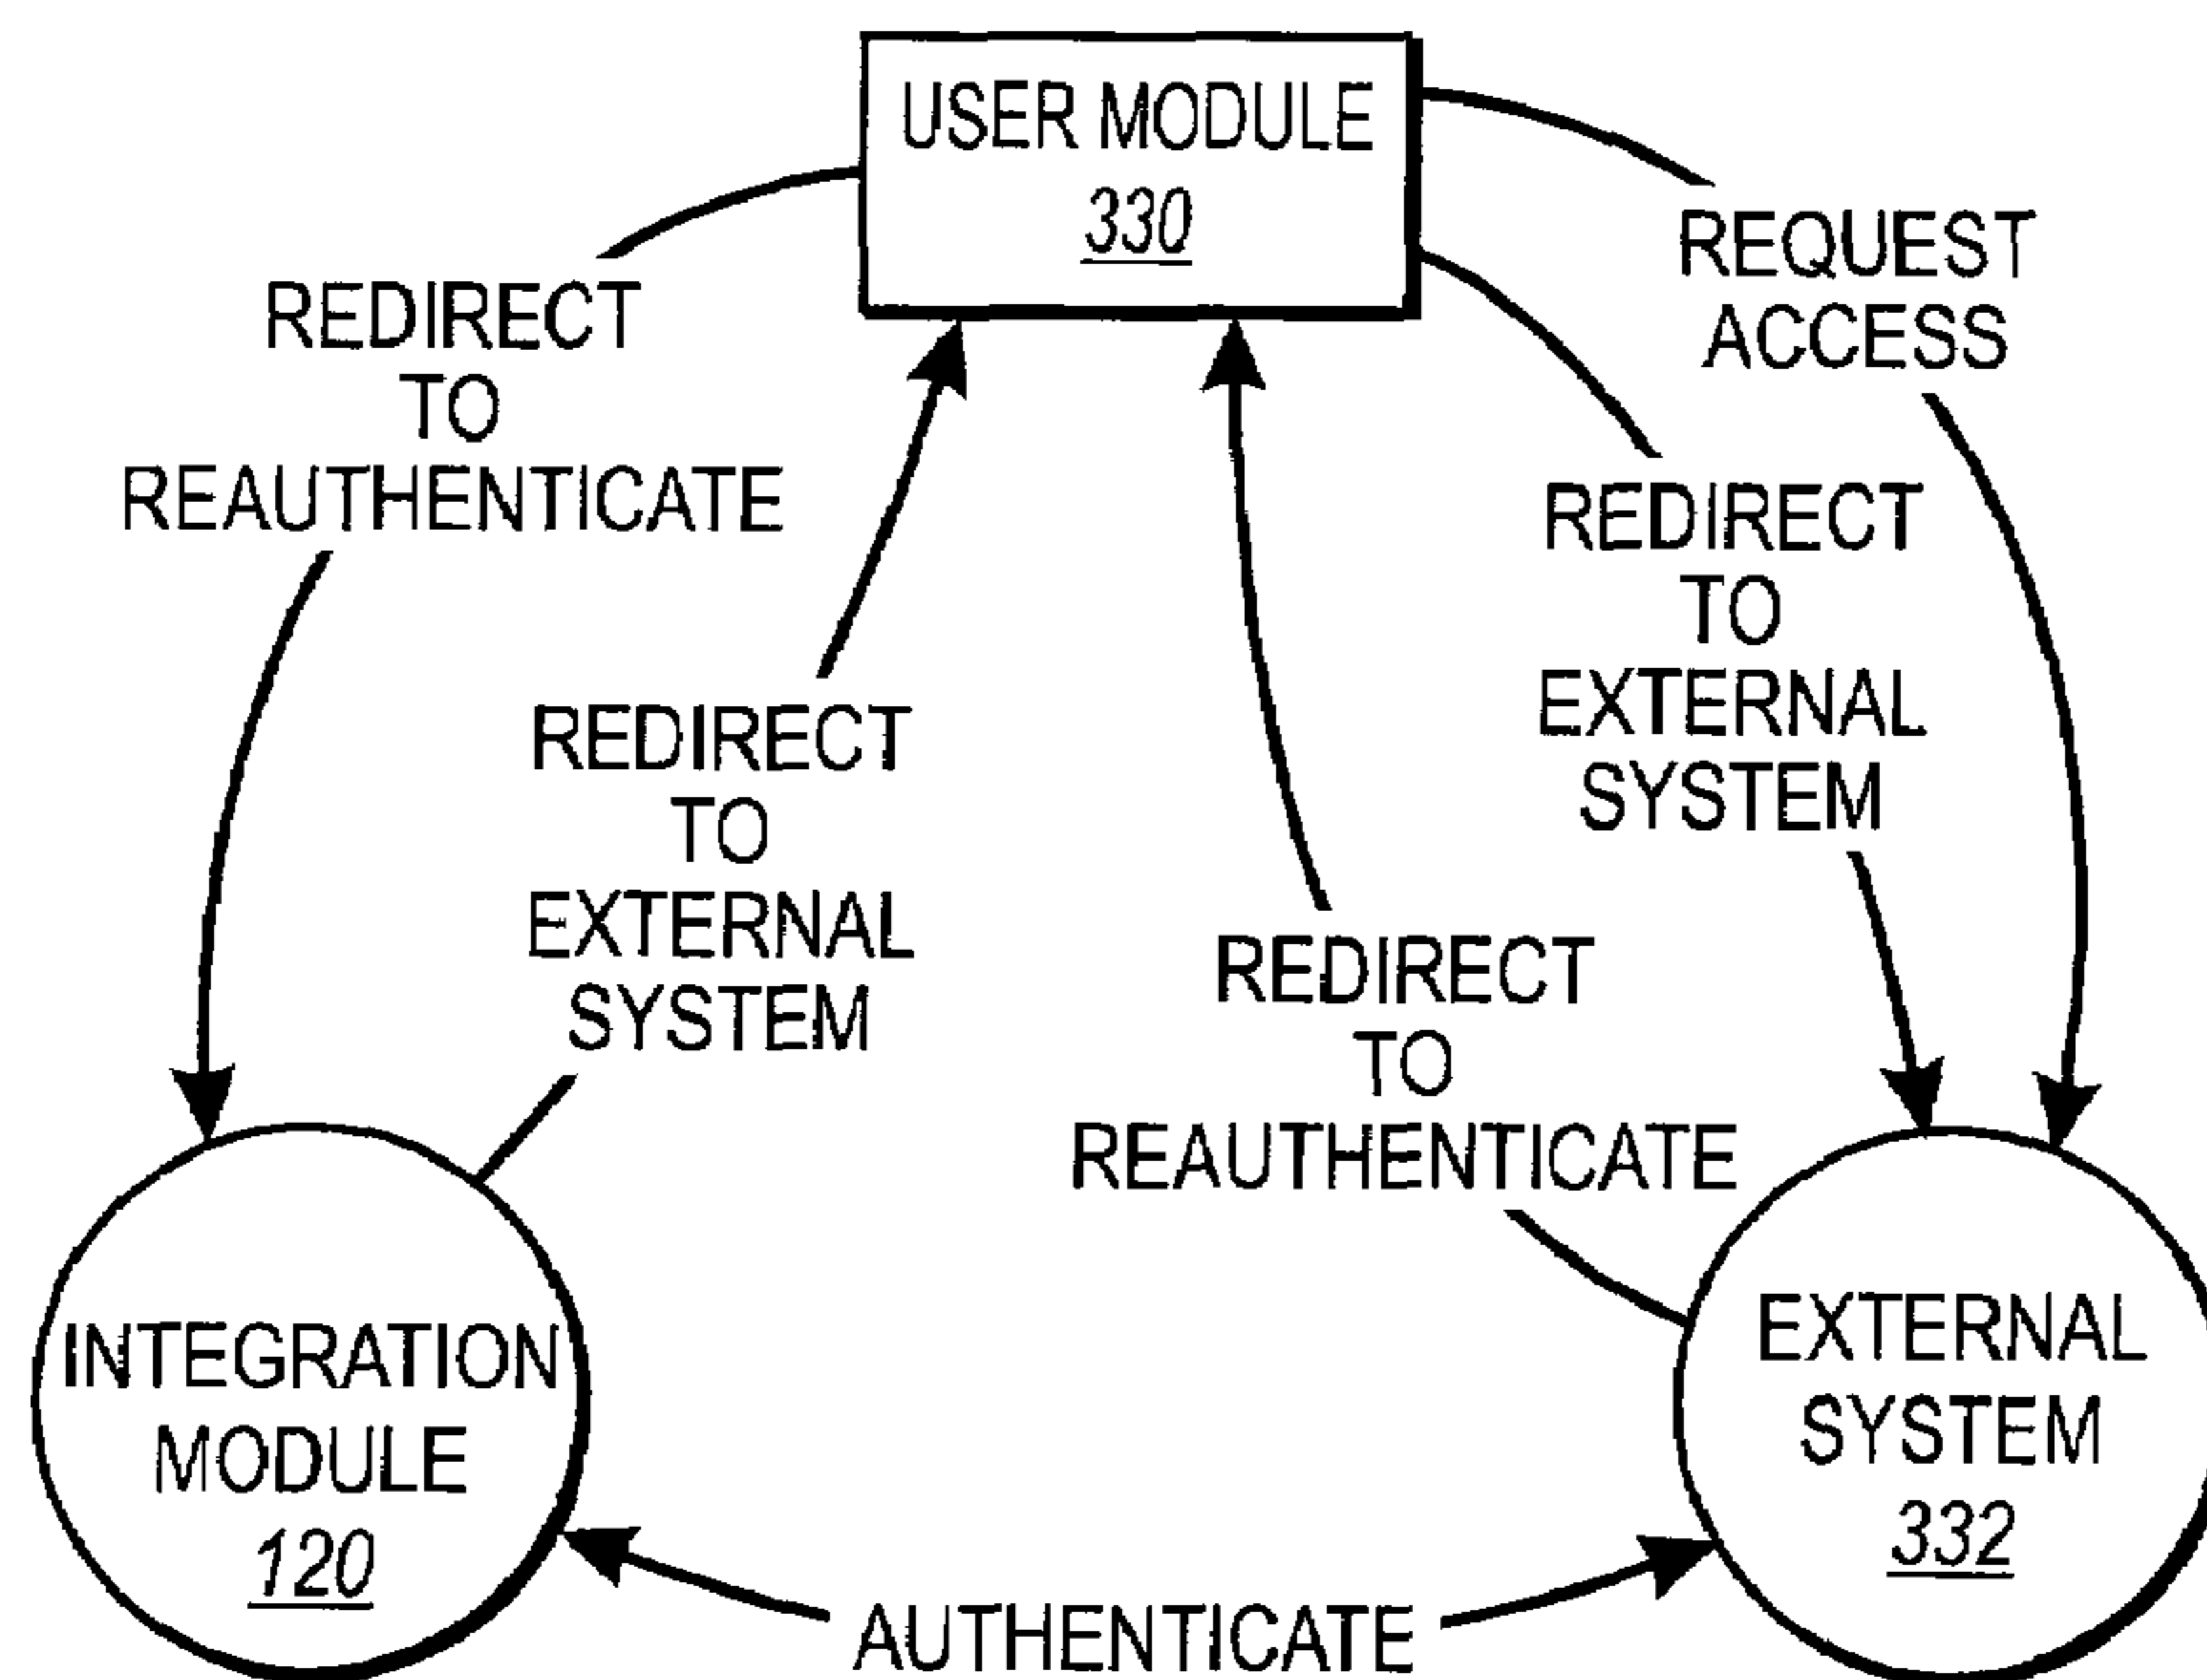 USER MODULE
330
REQUEST
ACCESS
REDIRECT
TO
REAUTHENTICATE
REDIRECT
TO
EXTERNAL
SYSTEM
REDIRECT
TO
EXTERNAL
SYSTEM
REDIRECT
TO
REAUTHENTICATE
INTEGRATION
MODULE
120
EXTERNAL
SYSTEM
332
AUTHENTICATE